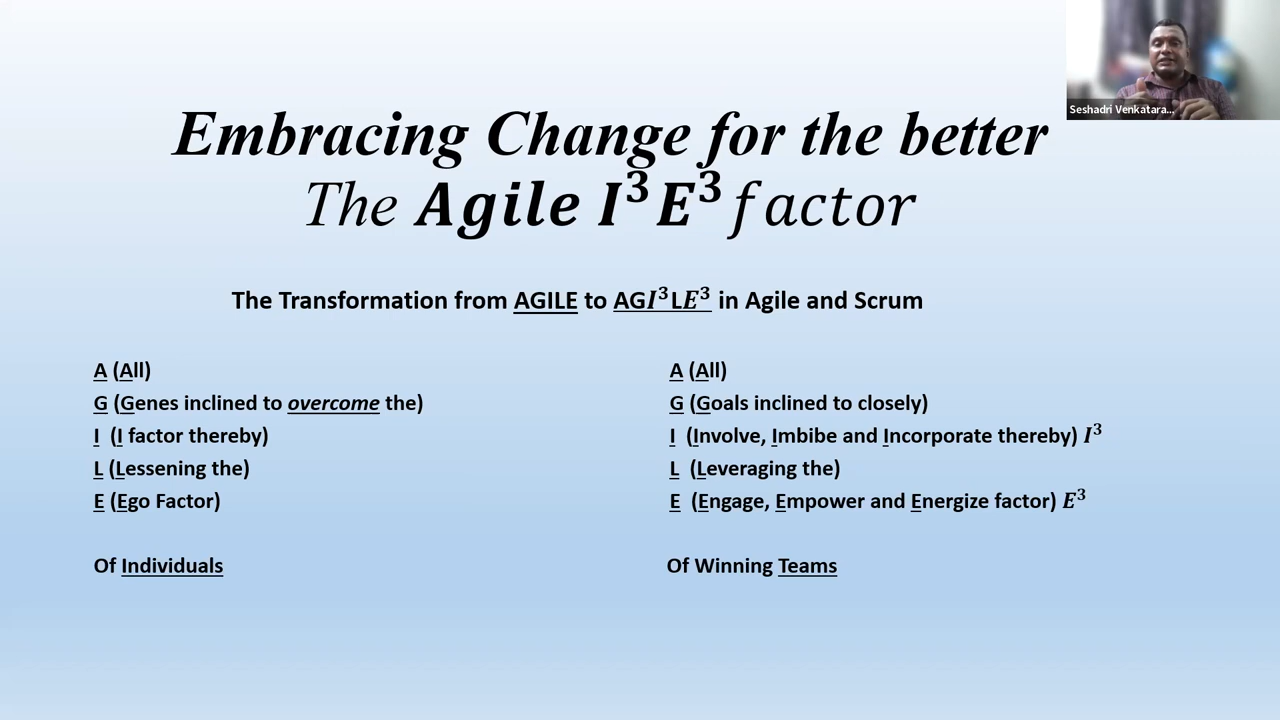 Seshadri Venkatara...
Embracing Change for the better
The Agile I³E³ factor
The Transformation from AGILE to AGI³LE³ in Agile and Scrum
A (All)
G (Genes inclined to overcome the)
I (I factor thereby)
L (Lessening the)
E (Ego Factor)
Of Individuals
A (All)
G (Goals inclined to closely)
I (Involve, Imbibe and Incorporate thereby) I³
L (Leveraging the)
E (Engage, Empower and Energize factor) E³
Of Winning Teams